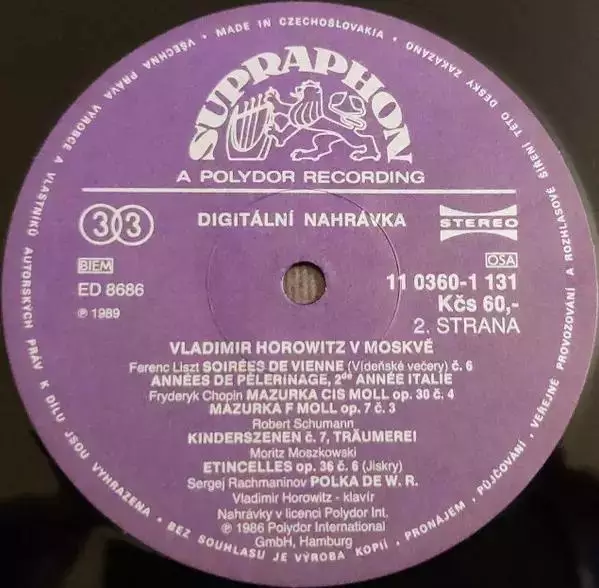 MADE IN CZECHOSLOVAKIA
VŠECHNA PRÁVA VÝROBCE A VLASTNÍKŮ AUTORSKÝCH PRÁV K DÍLU JSOU VYHRAZENA • BEZ SOUHLASU JE VÝROBA KOPIÍ, PRONÁJEM, PŮJČOVÁNÍ, VEŘEJNÉ PROVOZOVÁNÍ A ROZHLASOVÉ ŠÍŘENÍ TÉTO DESKY ZAKÁZÁNO
SUPRAPHON
A POLYDOR RECORDING
33
DIGITÁLNÍ NAHRÁVKA
STEREO
BIEM
OSA
ED 8686
11 0360-1 131
Ⓟ 1989
Kčs 60,-
2. STRANA
VLADIMIR HOROWITZ V MOSKVĚ
Ferenc Liszt SOIRÉES DE VIENNE (Vídeňské večery) č. 6
ANNÉES DE PÈLERINAGE, 2de ANNÉE ITALIE
Fryderyk Chopin MAZURKA CIS MOLL op. 30 č. 4
MAZURKA F MOLL op. 7 č. 3
Robert Schumann
KINDERSZENEN č. 7, TRÄUMEREI
Moritz Moszkowski
ETINCELLES op. 36 č. 6 (Jiskry)
Sergej Rachmaninov POLKA DE W. R.
Vladimir Horowitz - klavír
Nahrávky v licenci Polydor Int.
Ⓟ 1986 Polydor International
GmbH, Hamburg